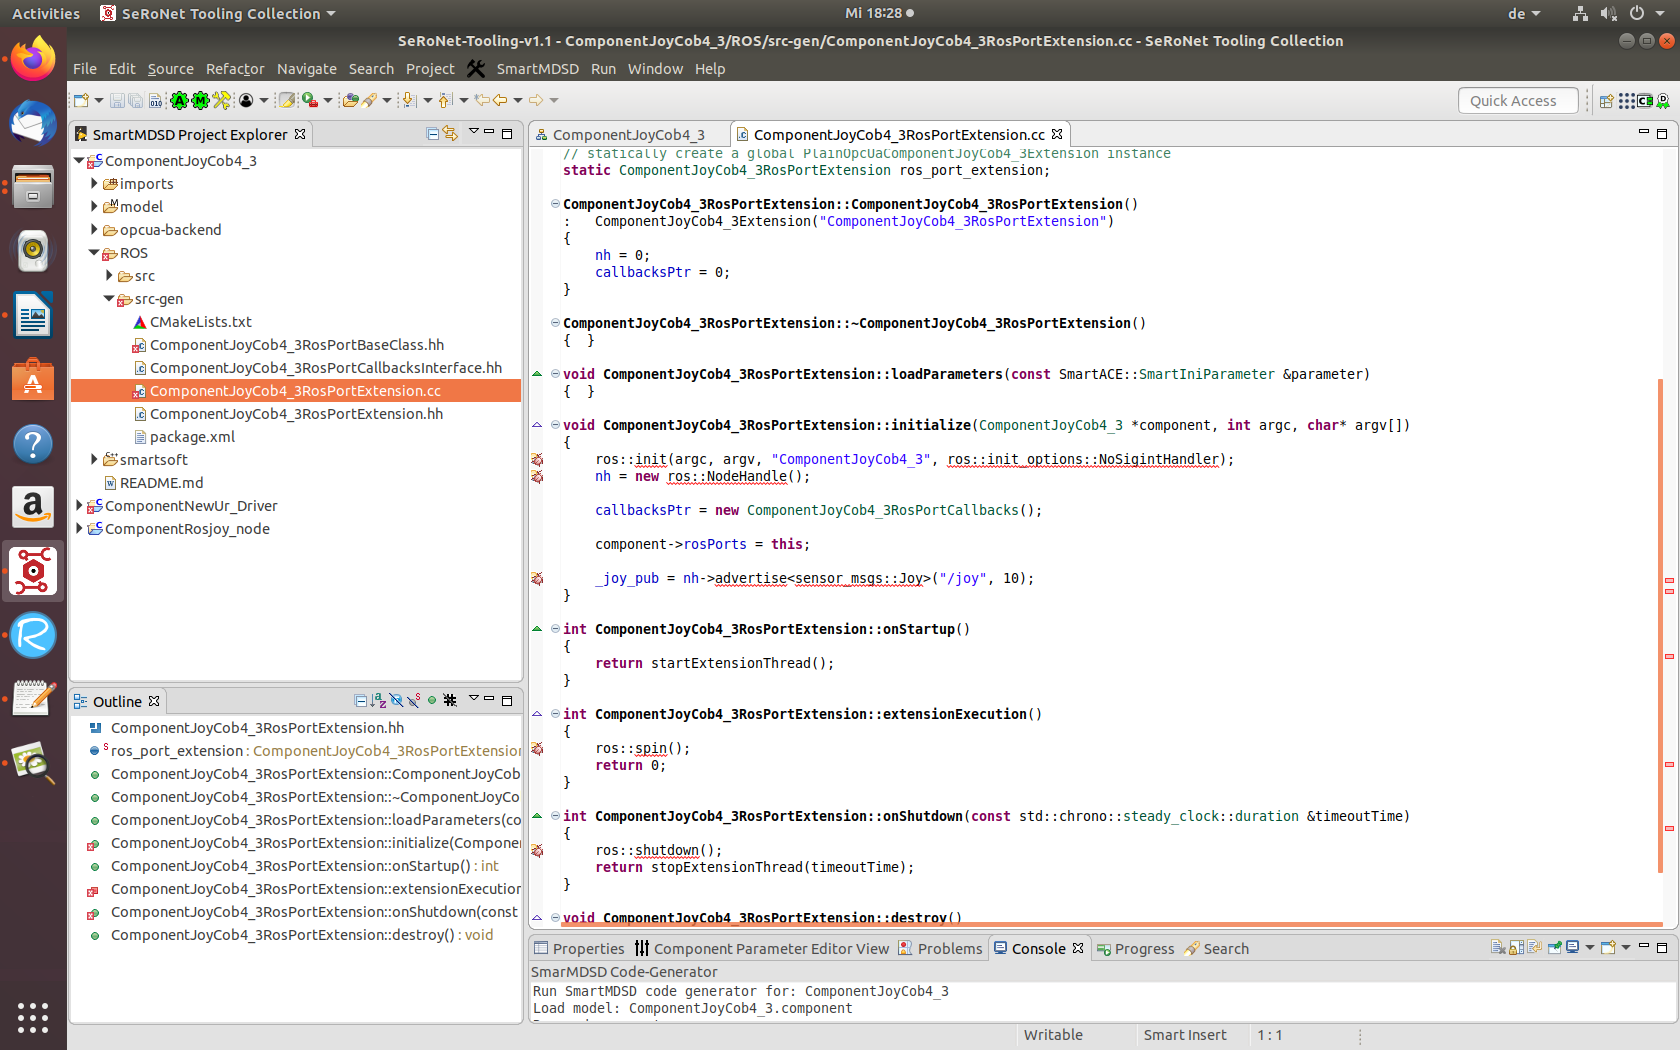 Activities
SeRoNet Tooling Collection
Mi 18:28
de
SeRoNet-Tooling-v1.1 - ComponentJoyCob4_3/ROS/src-gen/ComponentJoyCob4_3RosPortExtension.cc - SeRoNet Tooling Collection
File Edit Source Refactor Navigate Search Project SmartMDSD Run Window Help
Quick Access
SmartMDSD Project Explorer
ComponentJoyCob4_3
imports
model
opcua-backend
ROS
src
src-gen
CMakeLists.txt
ComponentJoyCob4_3RosPortBaseClass.hh
ComponentJoyCob4_3RosPortCallbacksInterface.hh
ComponentJoyCob4_3RosPortExtension.cc
ComponentJoyCob4_3RosPortExtension.hh
package.xml
smartsoft
README.md
ComponentNewUr_Driver
ComponentRosjoy_node
Outline
ComponentJoyCob4_3RosPortExtension.hh
ros_port_extension : ComponentJoyCob4_3RosPortExtension
ComponentJoyCob4_3RosPortExtension::ComponentJoyCob
ComponentJoyCob4_3RosPortExtension::~ComponentJoyCo
ComponentJoyCob4_3RosPortExtension::loadParameters(co
ComponentJoyCob4_3RosPortExtension::initialize(Componen
ComponentJoyCob4_3RosPortExtension::onStartup() : int
ComponentJoyCob4_3RosPortExtension::extensionExecution
ComponentJoyCob4_3RosPortExtension::onShutdown(const
ComponentJoyCob4_3RosPortExtension::destroy() : void
ComponentJoyCob4_3
ComponentJoyCob4_3RosPortExtension.cc
// statically create a global PlainOpcUaComponentJoyCob4_3Extension instance
static ComponentJoyCob4_3RosPortExtension ros_port_extension;
ComponentJoyCob4_3RosPortExtension::ComponentJoyCob4_3RosPortExtension()
: ComponentJoyCob4_3Extension("ComponentJoyCob4_3RosPortExtension")
{
nh = 0;
callbacksPtr = 0;
}
ComponentJoyCob4_3RosPortExtension::~ComponentJoyCob4_3RosPortExtension()
{ }
void ComponentJoyCob4_3RosPortExtension::loadParameters(const SmartACE::SmartIniParameter &parameter)
{ }
void ComponentJoyCob4_3RosPortExtension::initialize(ComponentJoyCob4_3 *component, int argc, char* argv[])
{
ros::init(argc, argv, "ComponentJoyCob4_3", ros::init_options::NoSigintHandler);
nh = new ros::NodeHandle();
callbacksPtr = new ComponentJoyCob4_3RosPortCallbacks();
component->rosPorts = this;
_joy_pub = nh->advertise<sensor_msgs::Joy>("/joy", 10);
}
int ComponentJoyCob4_3RosPortExtension::onStartup()
{
return startExtensionThread();
}
int ComponentJoyCob4_3RosPortExtension::extensionExecution()
{
ros::spin();
return 0;
}
int ComponentJoyCob4_3RosPortExtension::onShutdown(const std::chrono::steady_clock::duration &timeoutTime)
{
ros::shutdown();
return stopExtensionThread(timeoutTime);
}
void ComponentJoyCob4_3RosPortExtension::destroy()
Properties Component Parameter Editor View Problems Console Progress Search
SmarMDSD Code-Generator
Run SmartMDSD code generator for: ComponentJoyCob4_3
Load model: ComponentJoyCob4_3.component
Writable
Smart Insert
1 : 1